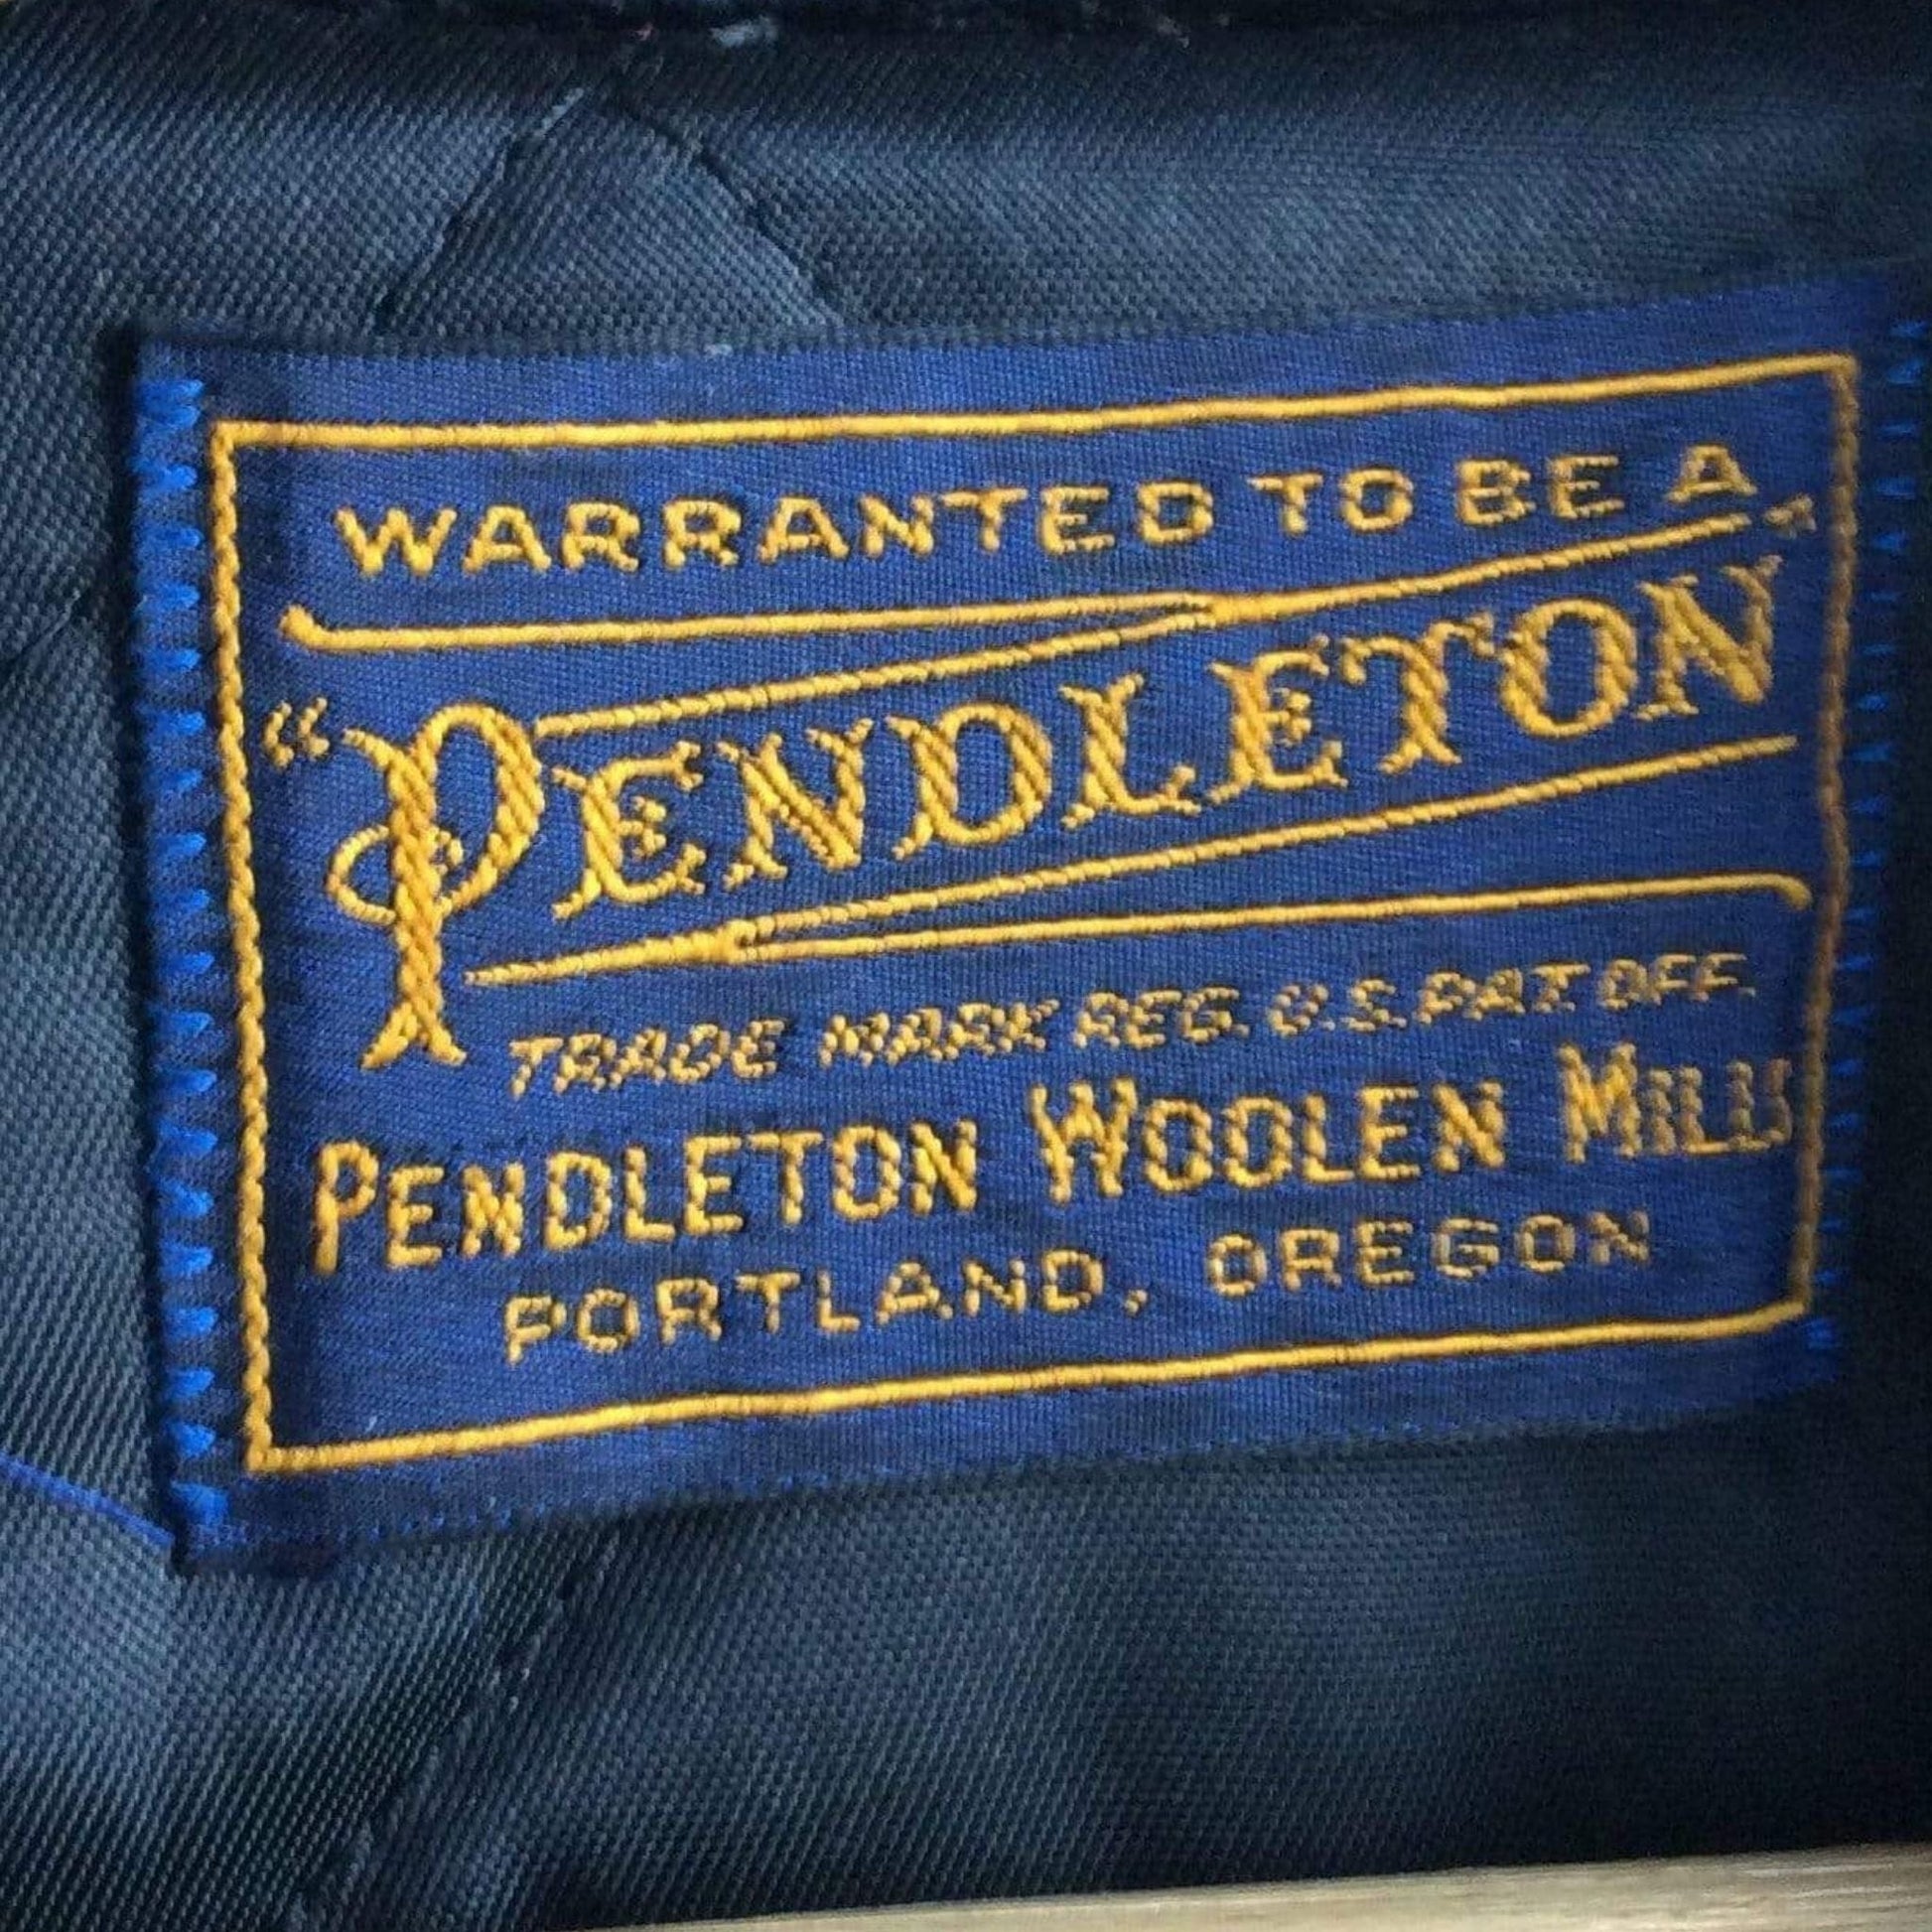 WARRANTED TO BE A
"PENDLETON"
TRADE MARK REG. U.S. PAT. OFF.
PENDLETON WOOLEN MILLS
PORTLAND, OREGON